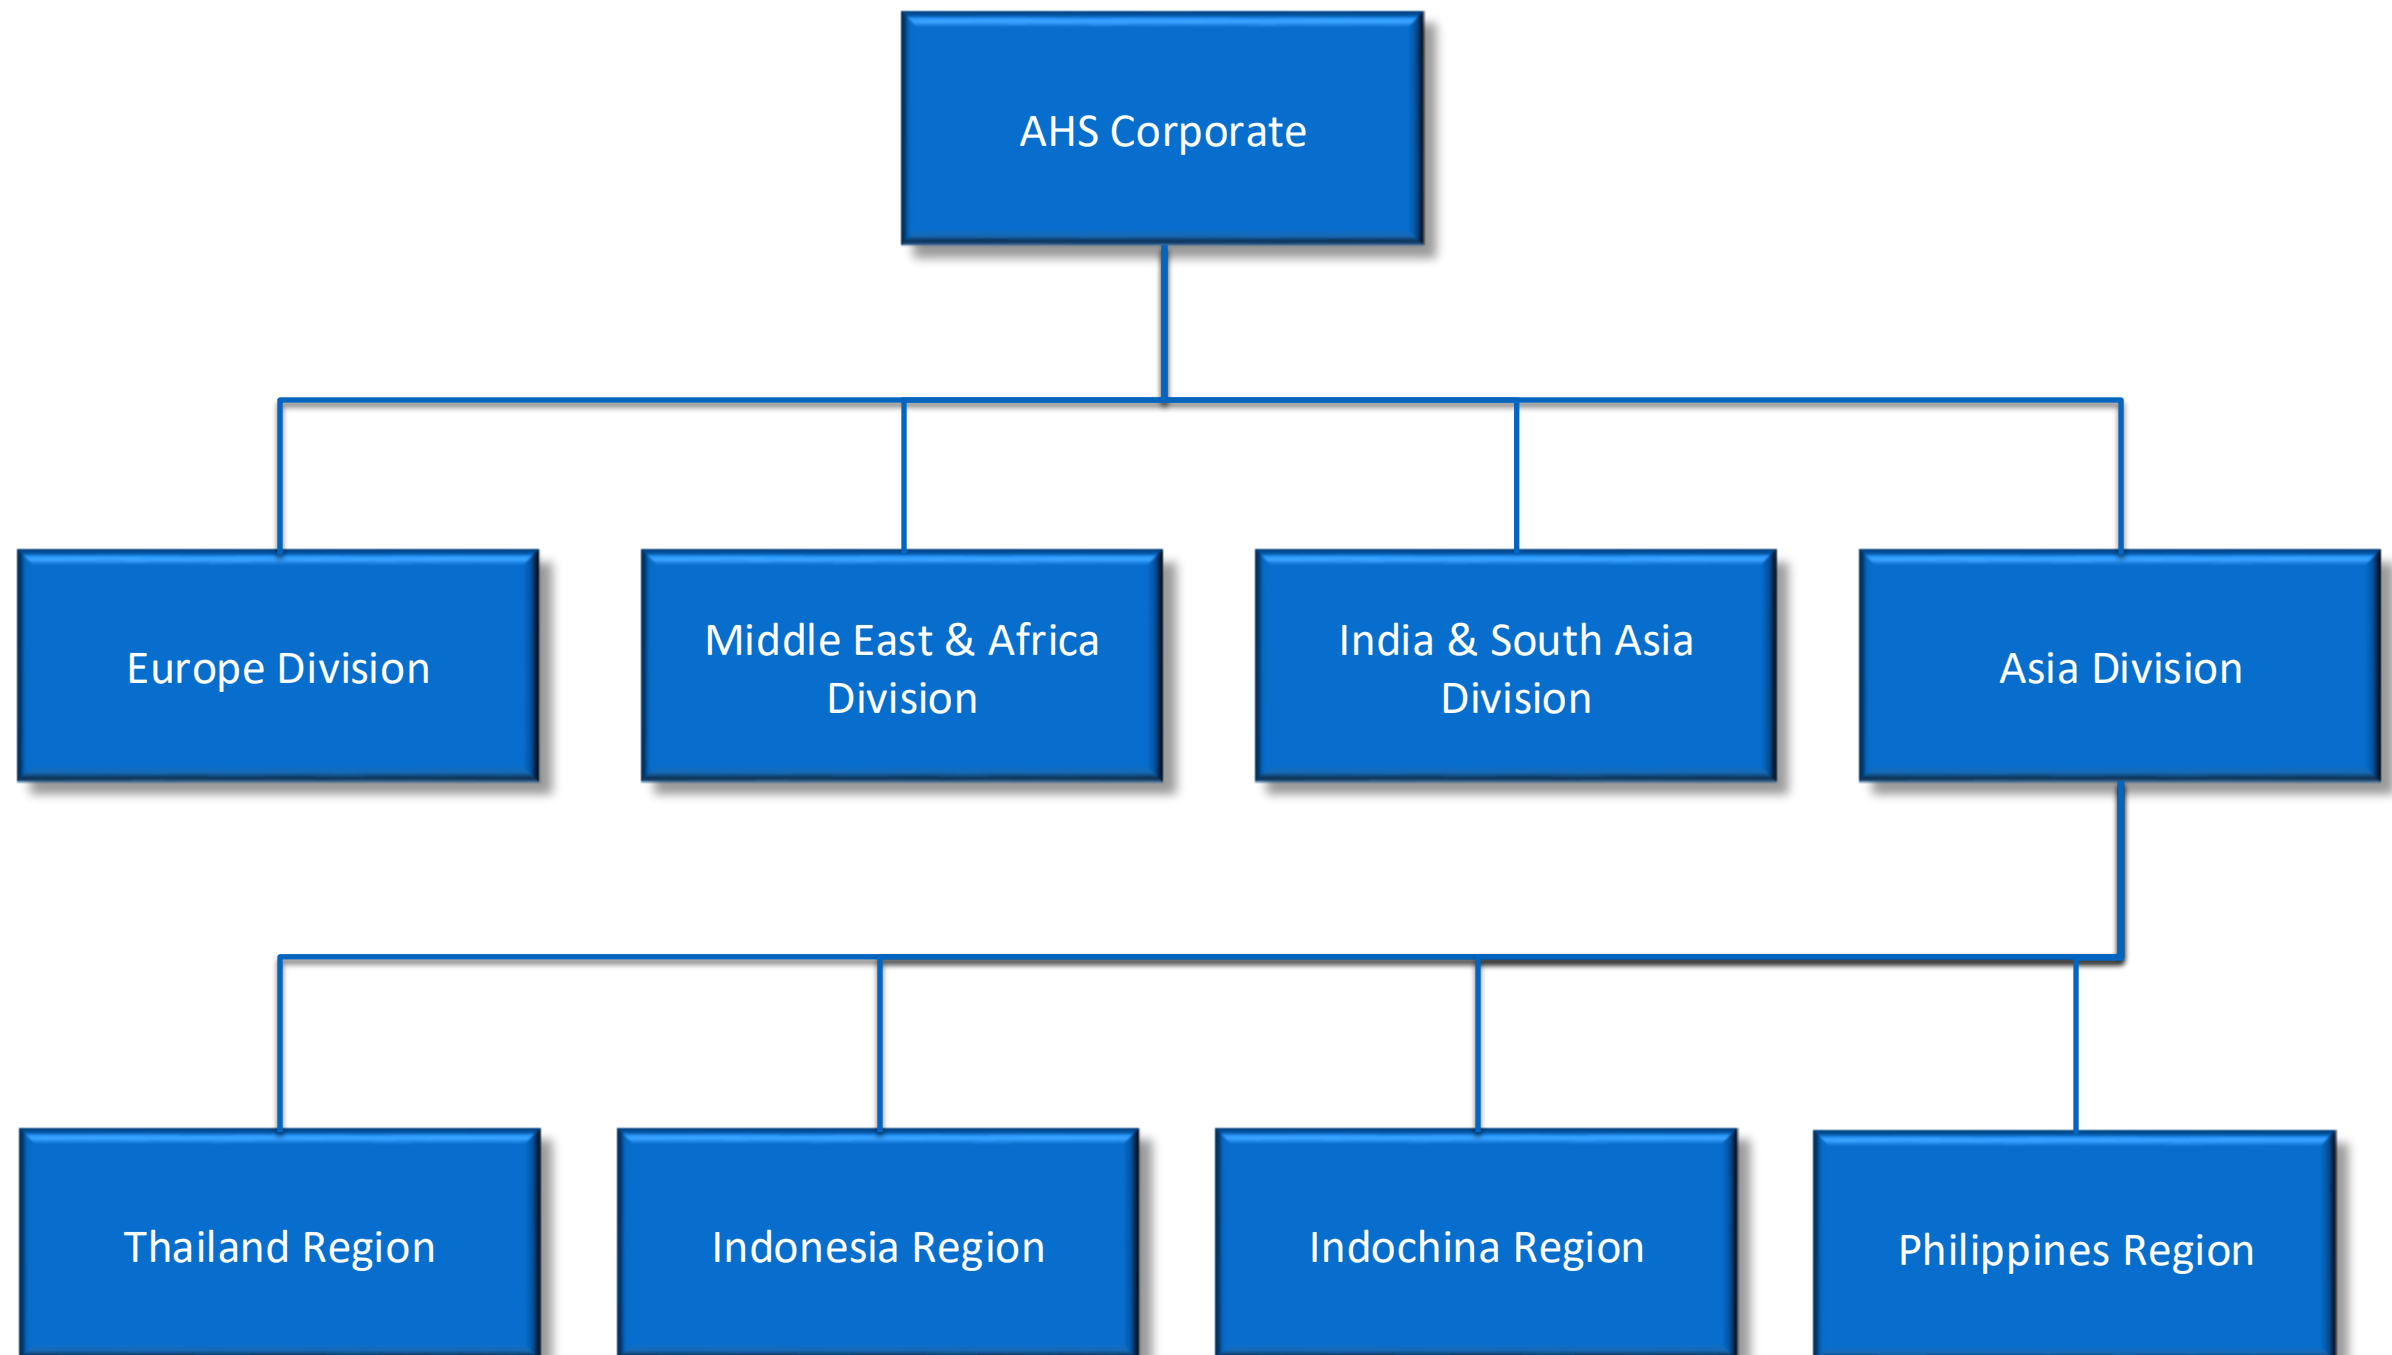 AHS Corporate
Europe Division
Middle East & Africa
Division
India & South Asia
Division
Asia Division
Thailand Region
Indonesia Region
Indochina Region
Philippines Region